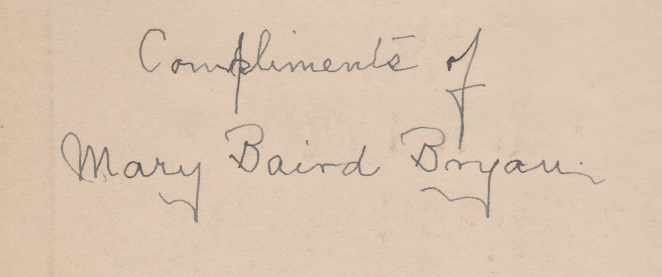 Compliments of
Mary Baird Bryan.